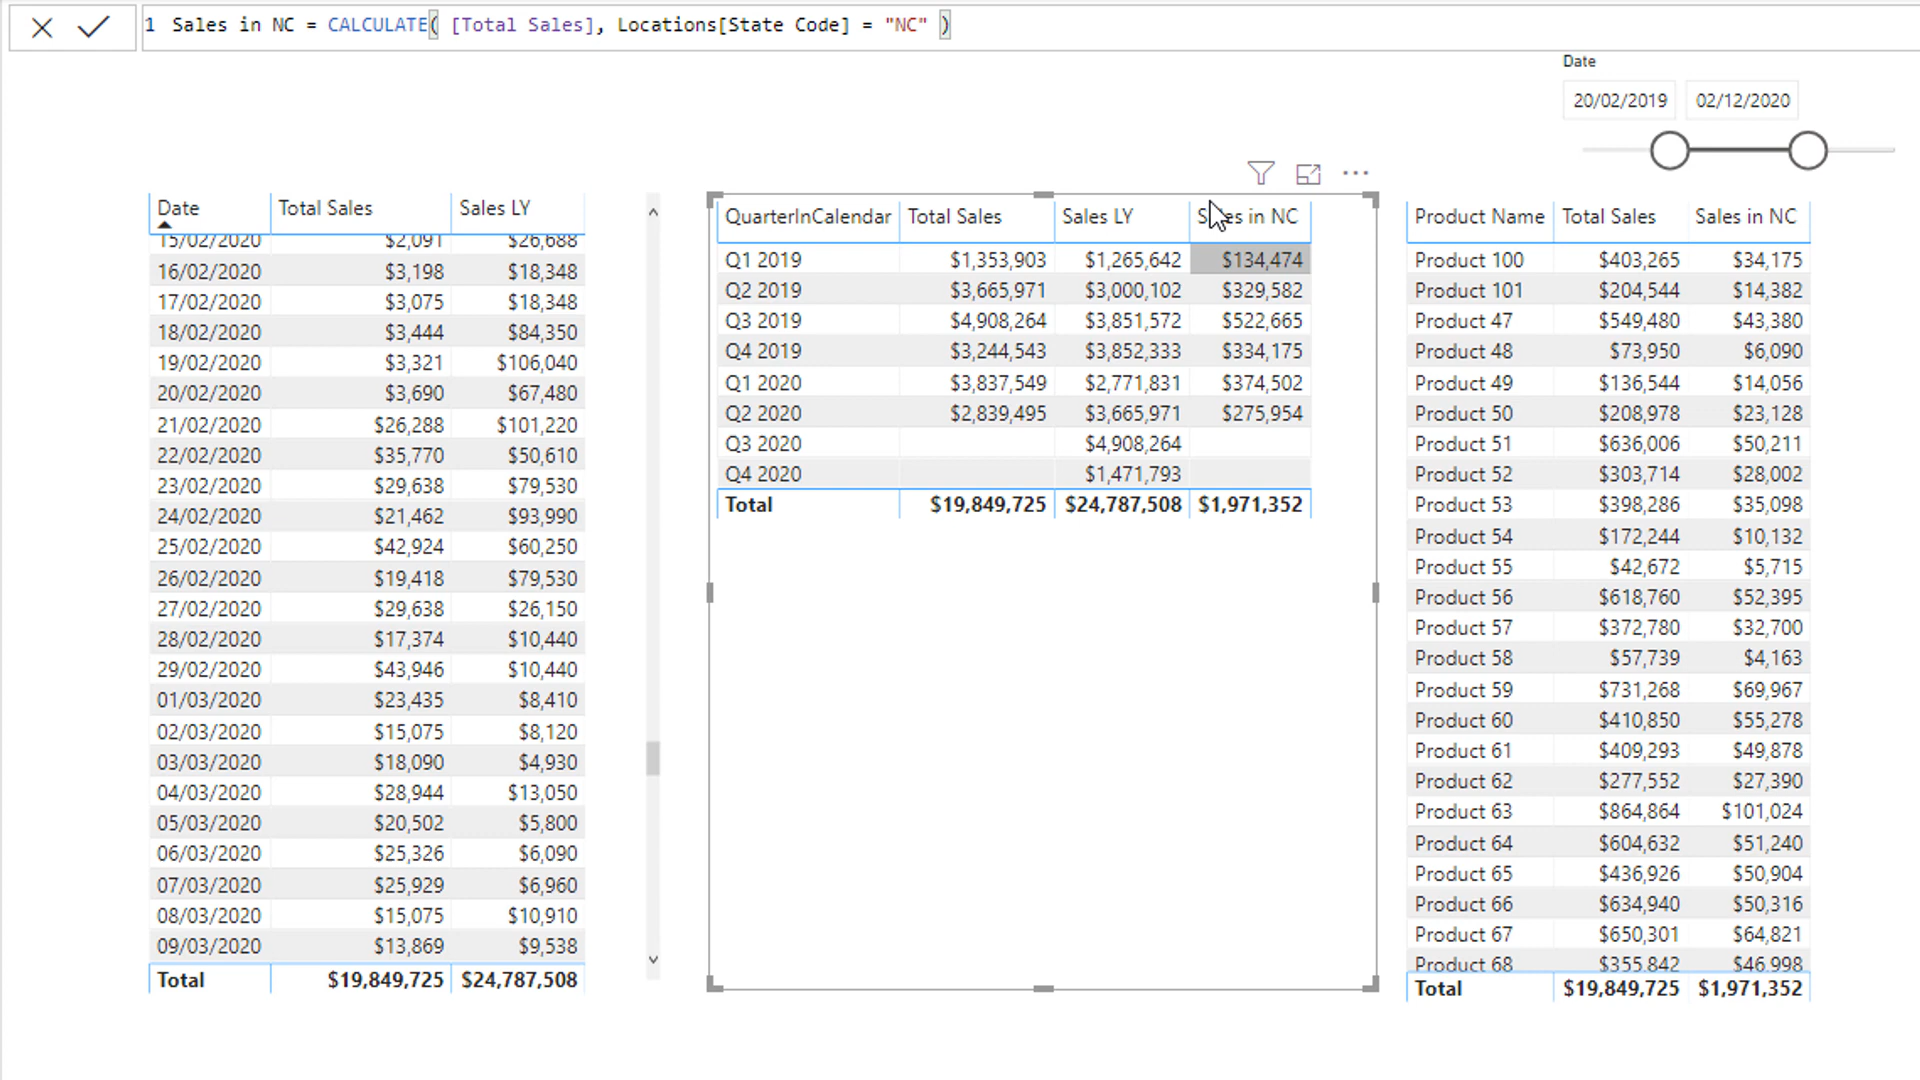 1 Sales in NC = CALCULATE( [Total Sales], Locations[State Code] = "NC" )
Date
20/02/2019 02/12/2020
Date Total Sales Sales LY
15/02/2020 $2,091 $26,688
16/02/2020 $3,198 $18,348
17/02/2020 $3,075 $18,348
18/02/2020 $3,444 $84,350
19/02/2020 $3,321 $106,040
20/02/2020 $3,690 $67,480
21/02/2020 $26,288 $101,220
22/02/2020 $35,770 $50,610
23/02/2020 $29,638 $79,530
24/02/2020 $21,462 $93,990
25/02/2020 $42,924 $60,250
26/02/2020 $19,418 $79,530
27/02/2020 $29,638 $26,150
28/02/2020 $17,374 $10,440
29/02/2020 $43,946 $10,440
01/03/2020 $23,435 $8,410
02/03/2020 $15,075 $8,120
03/03/2020 $18,090 $4,930
04/03/2020 $28,944 $13,050
05/03/2020 $20,502 $5,800
06/03/2020 $25,326 $6,090
07/03/2020 $25,929 $6,960
08/03/2020 $15,075 $10,910
09/03/2020 $13,869 $9,538
Total $19,849,725 $24,787,508
QuarterInCalendar Total Sales Sales LY Sales in NC
Q1 2019 $1,353,903 $1,265,642 $134,474
Q2 2019 $3,665,971 $3,000,102 $329,582
Q3 2019 $4,908,264 $3,851,572 $522,665
Q4 2019 $3,244,543 $3,852,333 $334,175
Q1 2020 $3,837,549 $2,771,831 $374,502
Q2 2020 $2,839,495 $3,665,971 $275,954
Q3 2020 $4,908,264
Q4 2020 $1,471,793
Total $19,849,725 $24,787,508 $1,971,352
Product Name Total Sales Sales in NC
Product 100 $403,265 $34,175
Product 101 $204,544 $14,382
Product 47 $549,480 $43,380
Product 48 $73,950 $6,090
Product 49 $136,544 $14,056
Product 50 $208,978 $23,128
Product 51 $636,006 $50,211
Product 52 $303,714 $28,002
Product 53 $398,286 $35,098
Product 54 $172,244 $10,132
Product 55 $42,672 $5,715
Product 56 $618,760 $52,395
Product 57 $372,780 $32,700
Product 58 $57,739 $4,163
Product 59 $731,268 $69,967
Product 60 $410,850 $55,278
Product 61 $409,293 $49,878
Product 62 $277,552 $27,390
Product 63 $864,864 $101,024
Product 64 $604,632 $51,240
Product 65 $436,926 $50,904
Product 66 $634,940 $50,316
Product 67 $650,301 $64,821
Product 68 $355,842 $46,998
Total $19,849,725 $1,971,352